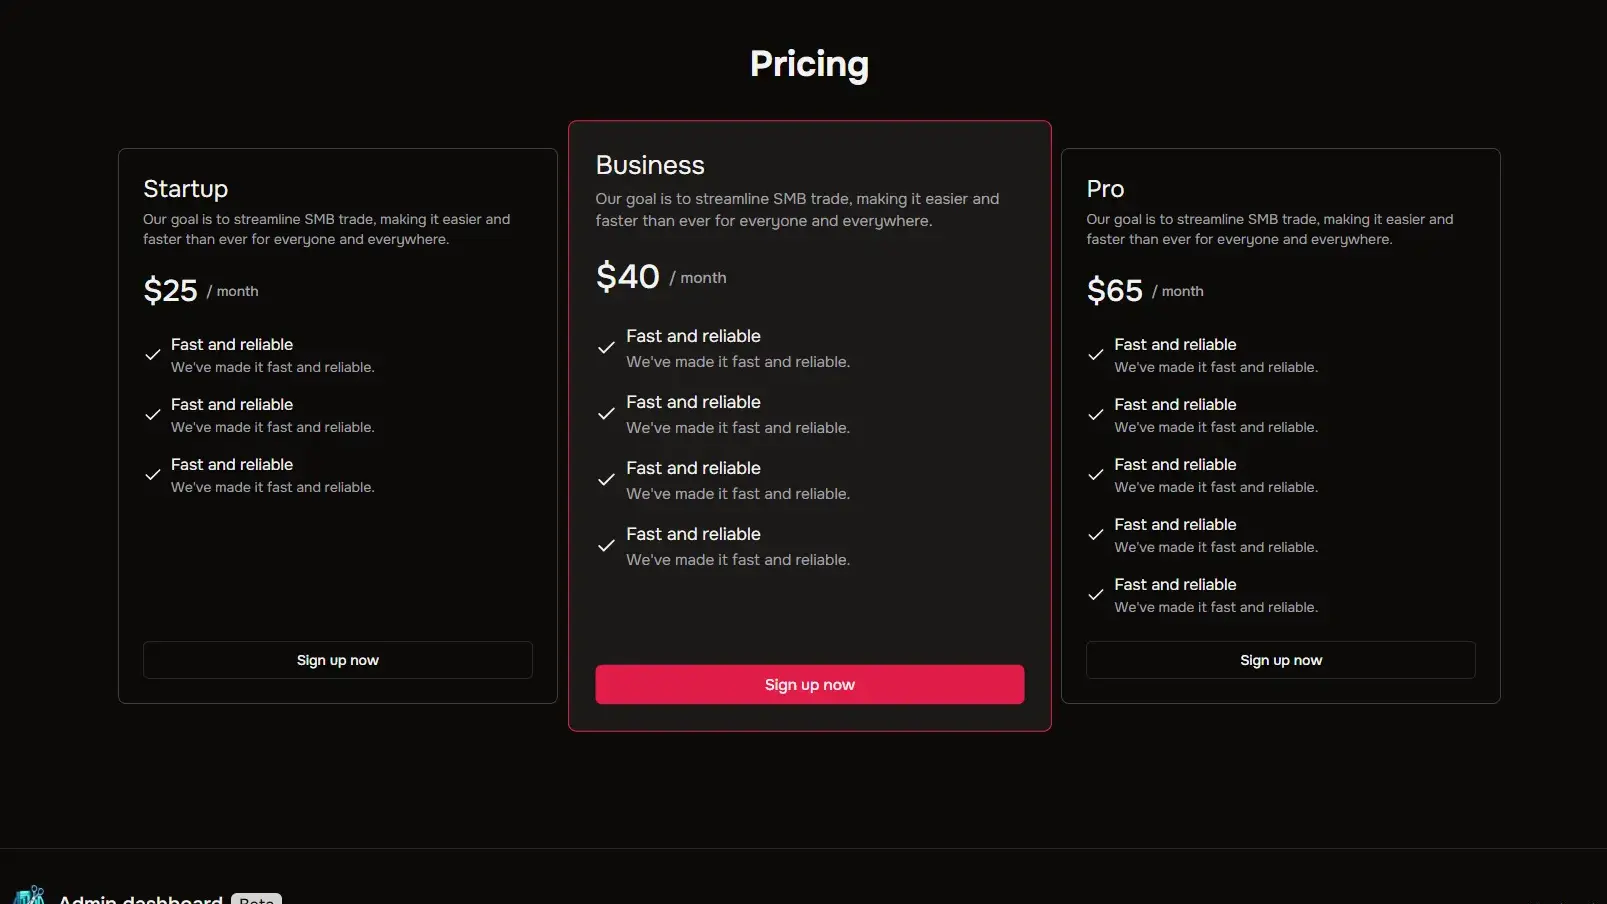 Pricing
Startup
Our goal is to streamline SMB trade, making it easier and
faster than ever for everyone and everywhere.
$25 / month
Fast and reliable
We've made it fast and reliable.
Fast and reliable
We've made it fast and reliable.
Fast and reliable
We've made it fast and reliable.
Sign up now
Business
Our goal is to streamline SMB trade, making it easier and
faster than ever for everyone and everywhere.
$40 / month
Fast and reliable
We've made it fast and reliable.
Fast and reliable
We've made it fast and reliable.
Fast and reliable
We've made it fast and reliable.
Fast and reliable
We've made it fast and reliable.
Sign up now
Pro
Our goal is to streamline SMB trade, making it easier and
faster than ever for everyone and everywhere.
$65 / month
Fast and reliable
We've made it fast and reliable.
Fast and reliable
We've made it fast and reliable.
Fast and reliable
We've made it fast and reliable.
Fast and reliable
We've made it fast and reliable.
Fast and reliable
We've made it fast and reliable.
Sign up now
Admin dashboard Beta